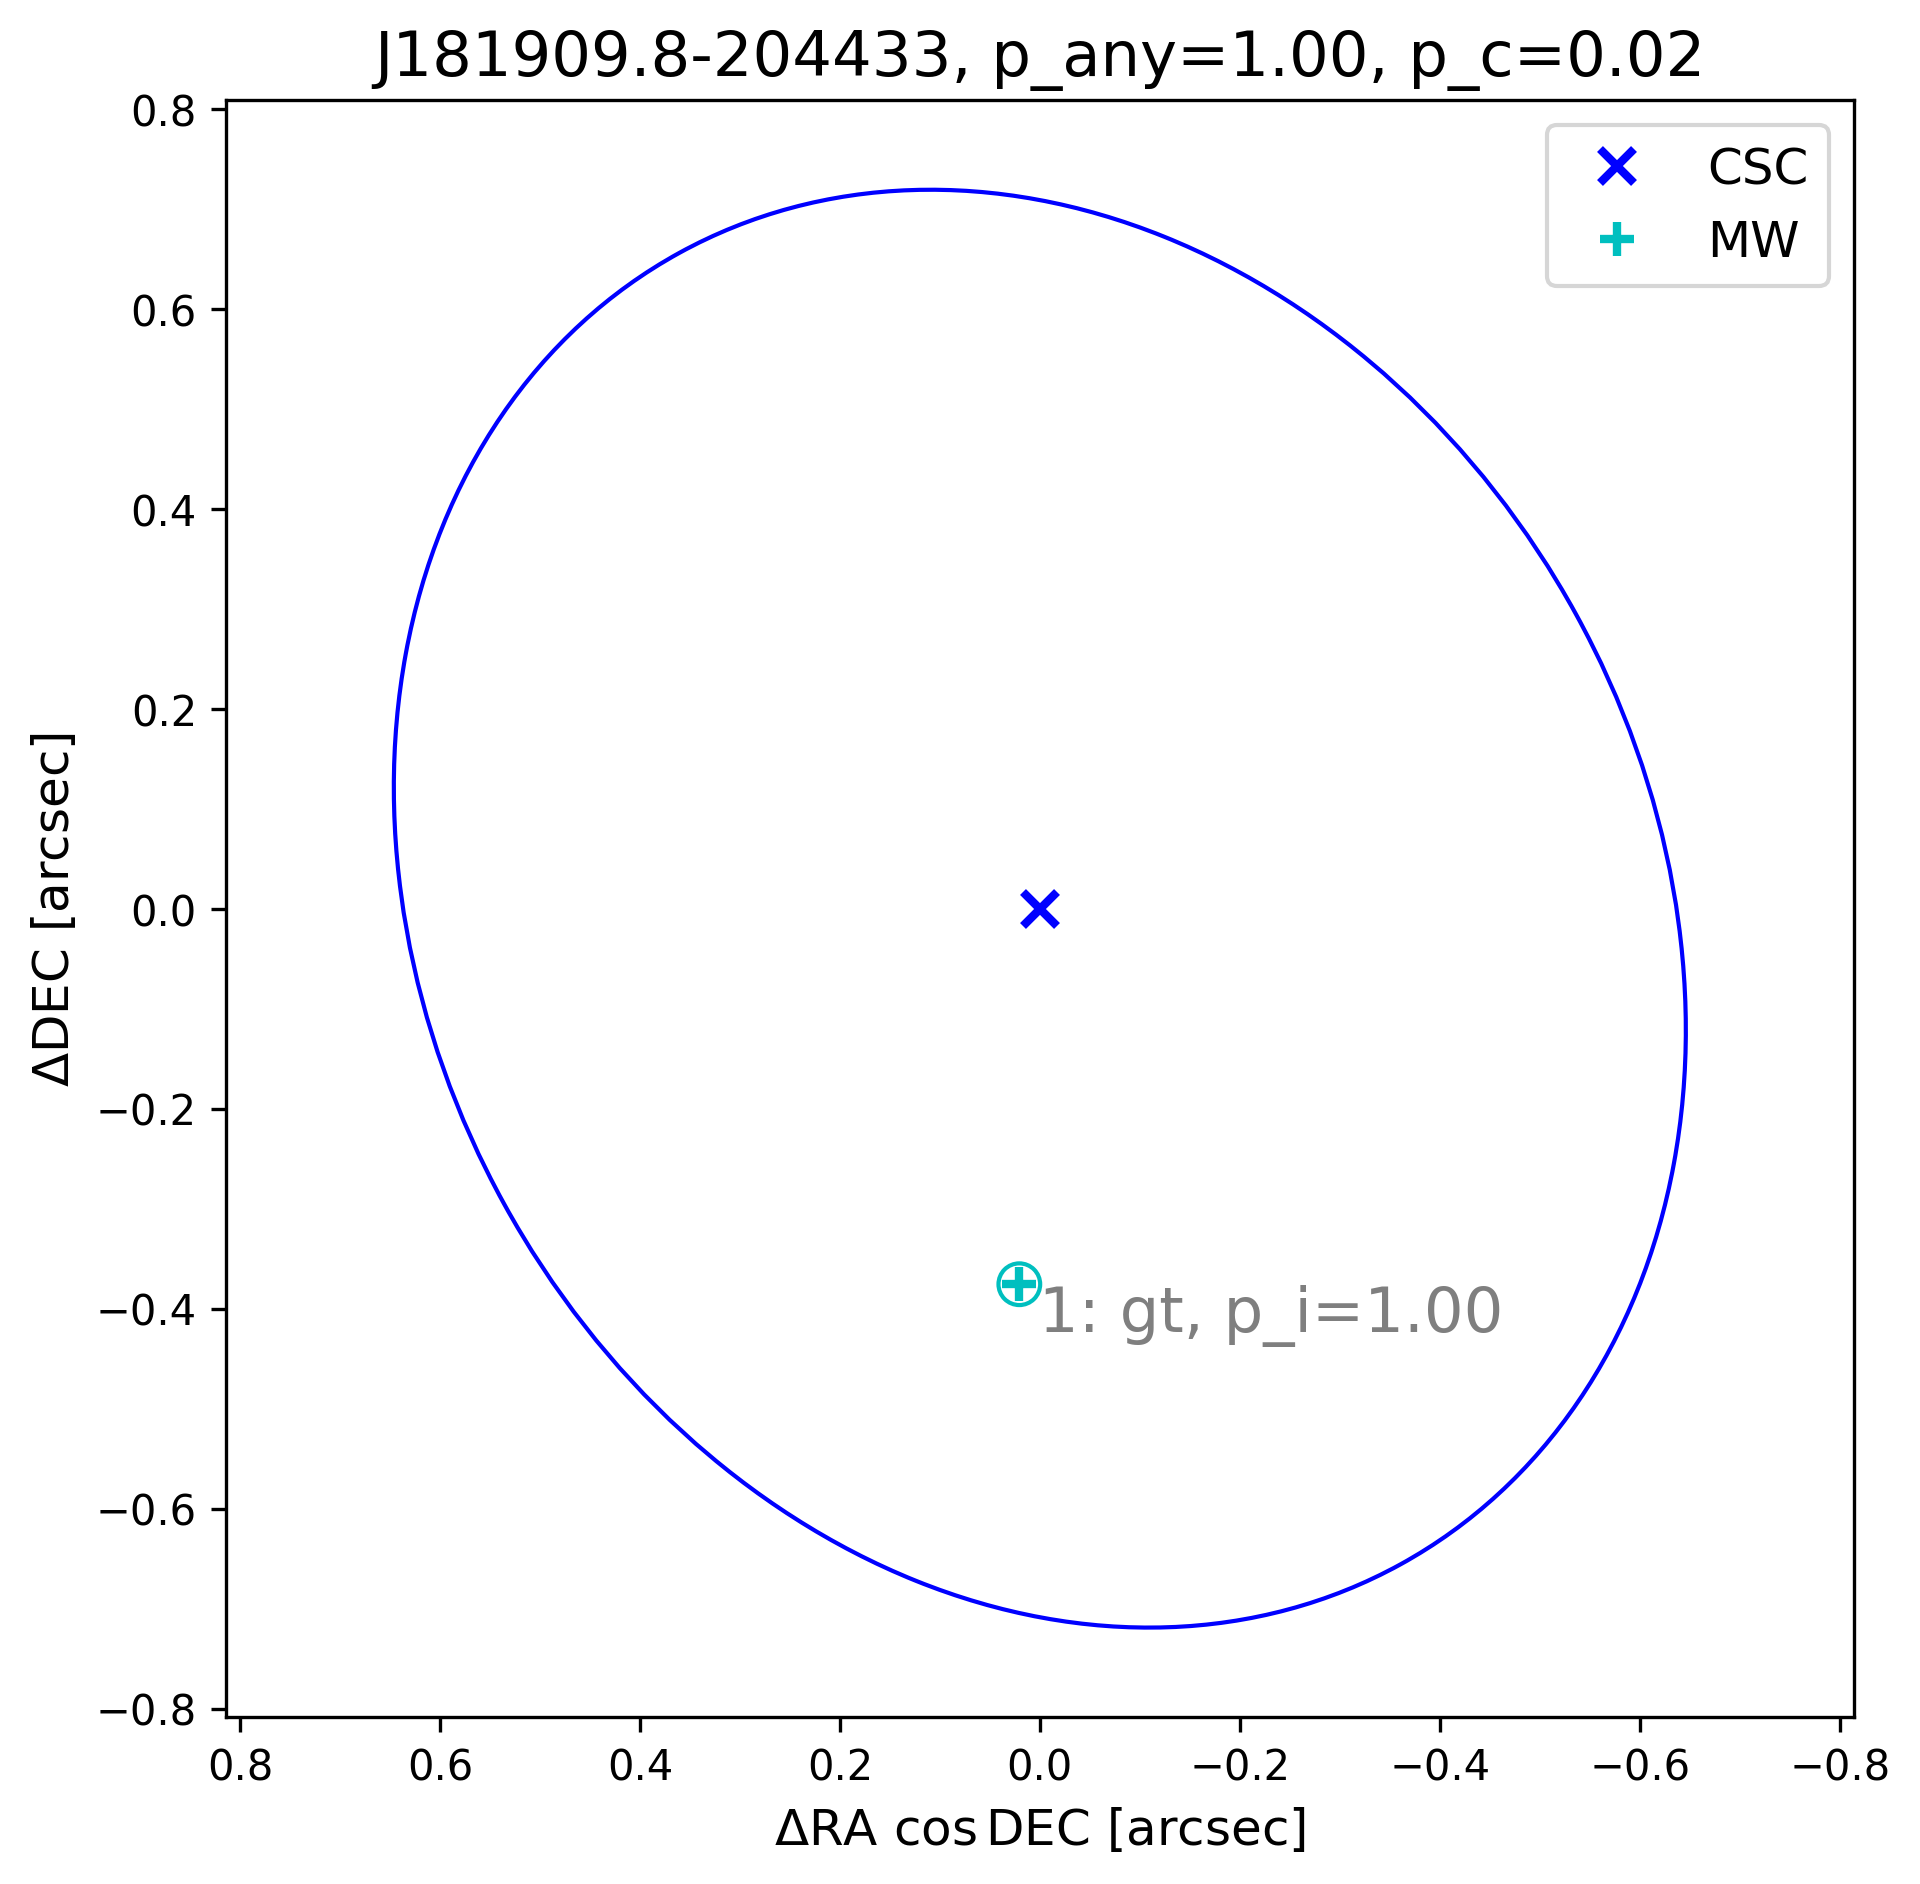 J181909.8-204433, p_any=1.00, p_c=0.02
CSC
MW
0.8
0.6
0.4
0.2
0.0
−0.2
−0.4
−0.6
−0.8
ΔDEC [arcsec]
1: gt, p_i=1.00
0.8 0.6 0.4 0.2 0.0 −0.2 −0.4 −0.6 −0.8
ΔRA cos DEC [arcsec]